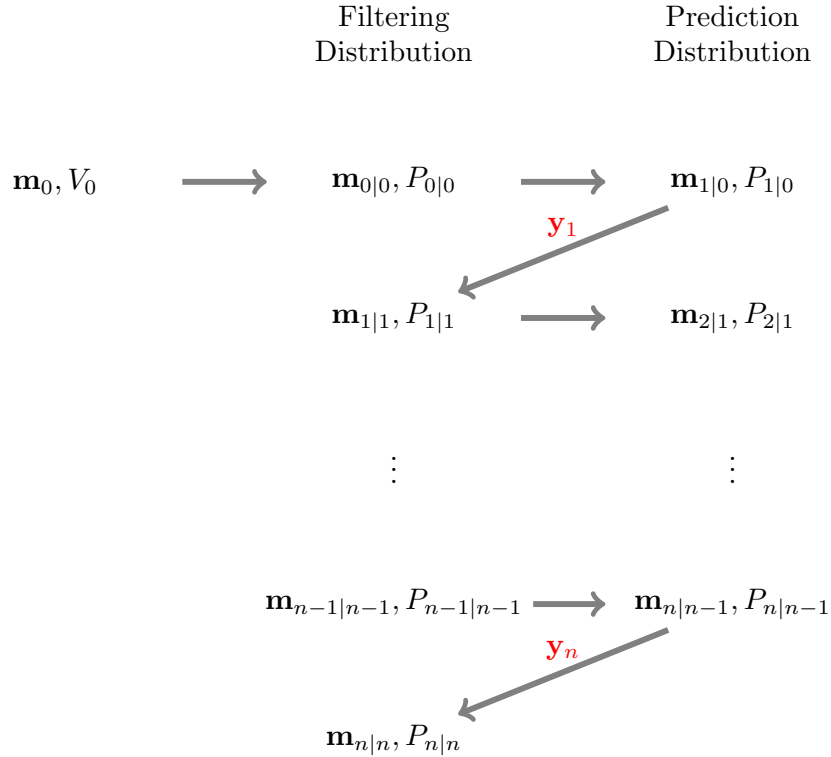 Filtering Distribution
Prediction Distribution
𝐦₀, V₀
𝐦₀|₀, P₀|₀
𝐦₁|₀, P₁|₀
𝐲₁
𝐦₁|₁, P₁|₁
𝐦₂|₁, P₂|₁
⋮ ⋮
𝐦ₙ₋₁|ₙ₋₁, Pₙ₋₁|ₙ₋₁
𝐦ₙ|ₙ₋₁, Pₙ|ₙ₋₁
𝐲ₙ
𝐦ₙ|ₙ, Pₙ|ₙ